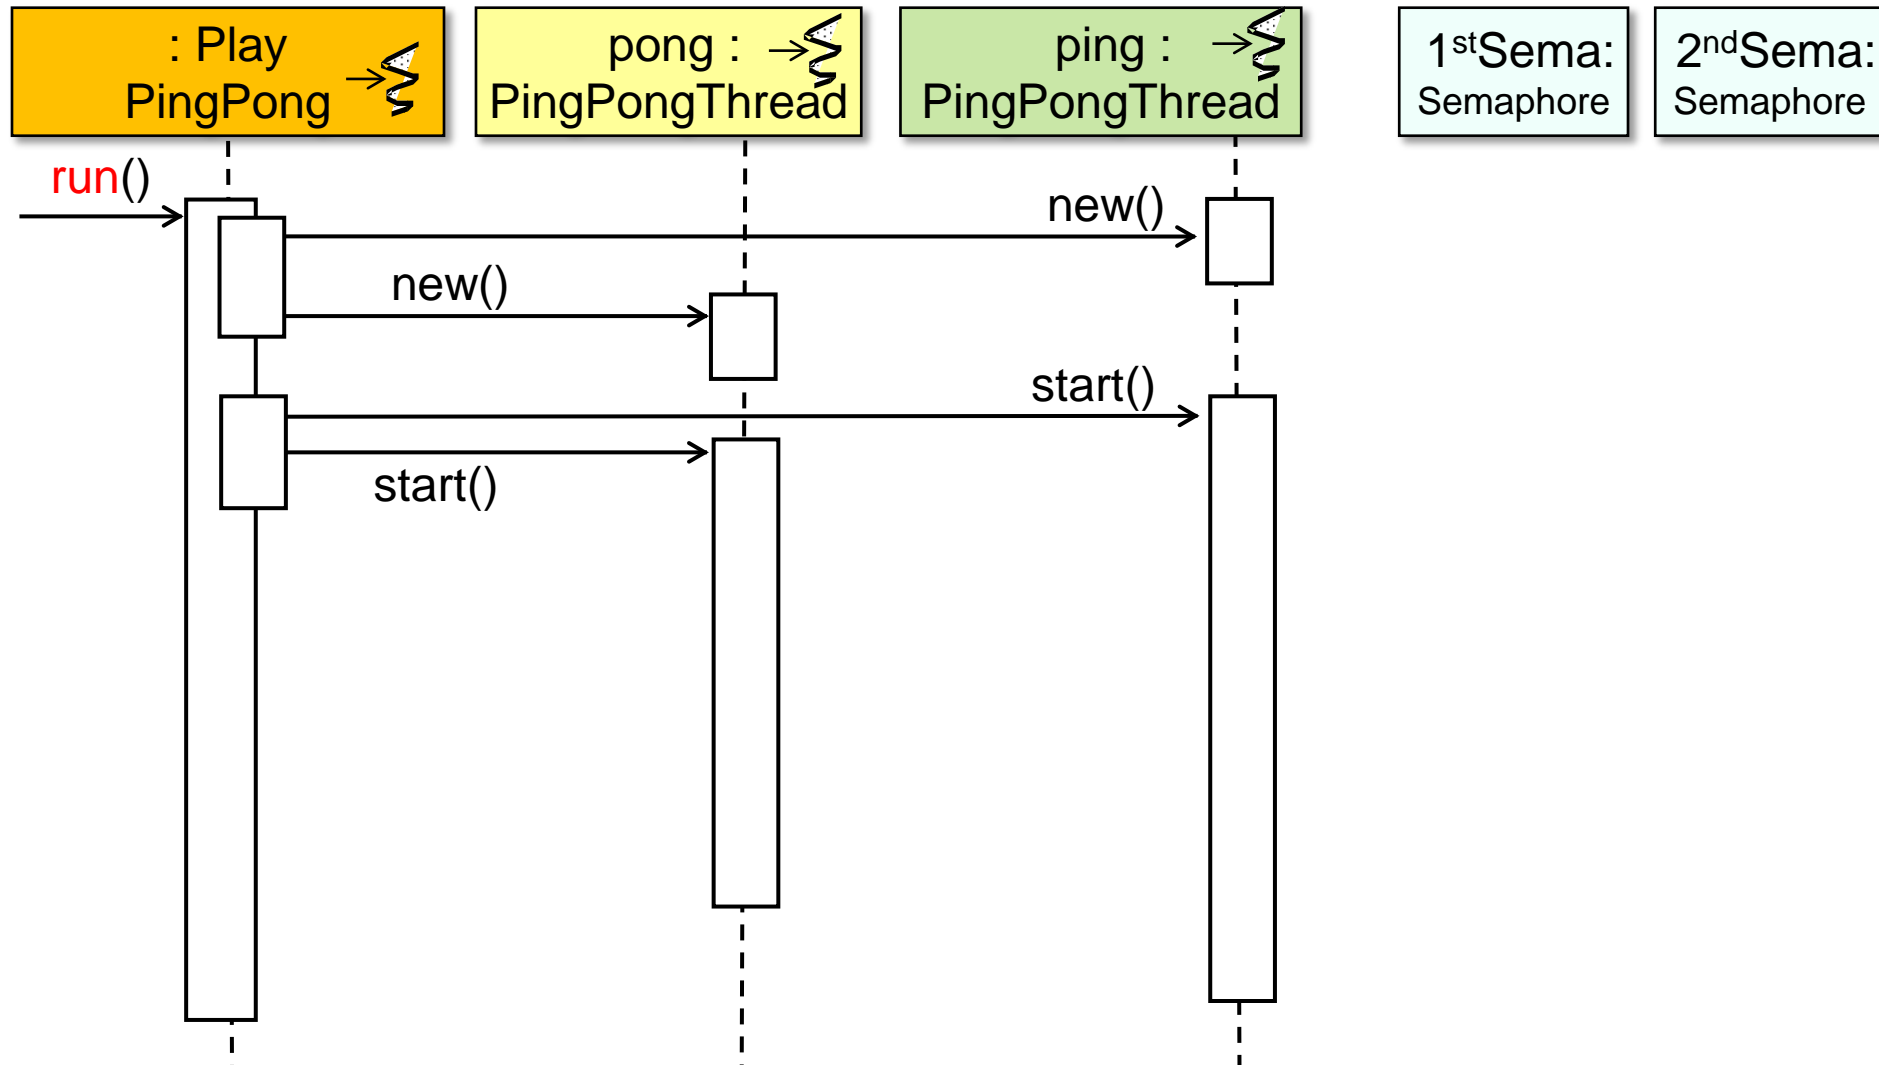 : Play
PingPong
pong :
PingPongThread
ping :
PingPongThread
1stSema:
Semaphore
2ndSema:
Semaphore
run()
new()
new()
start()
start()